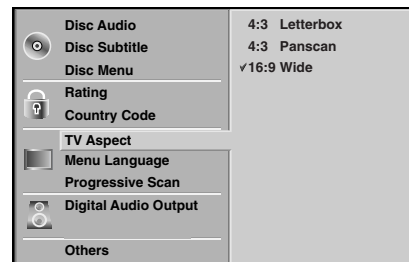 Disc Audio
Disc Subtitle
Disc Menu
Rating
Country Code
TV Aspect
Menu Language
Progressive Scan
Digital Audio Output
Others
4:3 Letterbox
4:3 Panscan
✓16:9 Wide